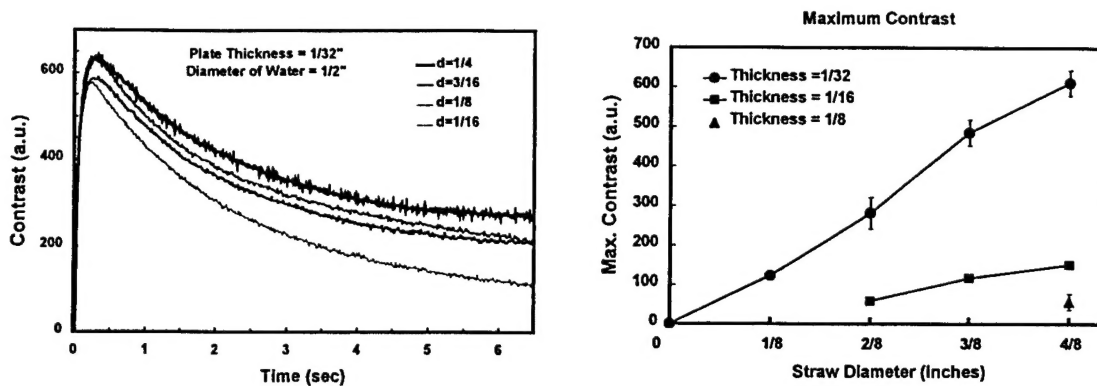 Plate Thickness = 1/32"
Diameter of Water = 1/2"
d=1/4
d=3/16
d=1/8
d=1/16
Contrast (a.u.)
600
400
200
0
0 1 2 3 4 5 6
Time (sec)
Maximum Contrast
Thickness =1/32
Thickness = 1/16
Thickness = 1/8
Max. Contrast (a.u.)
700
600
500
400
300
200
100
0
0 1/8 2/8 3/8 4/8
Straw Diameter (Inches)